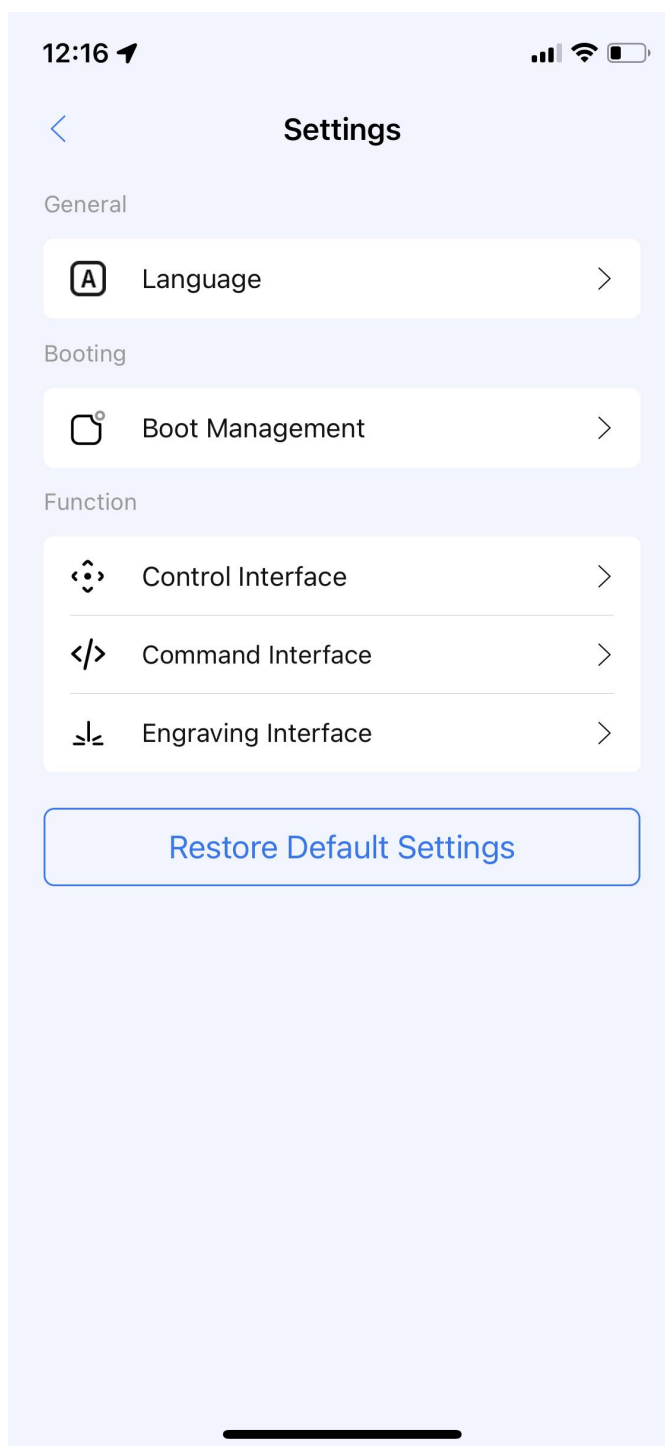 12:16
Settings
General
A Language
Booting
Boot Management
Function
Control Interface
</> Command Interface
Engraving Interface
Restore Default Settings